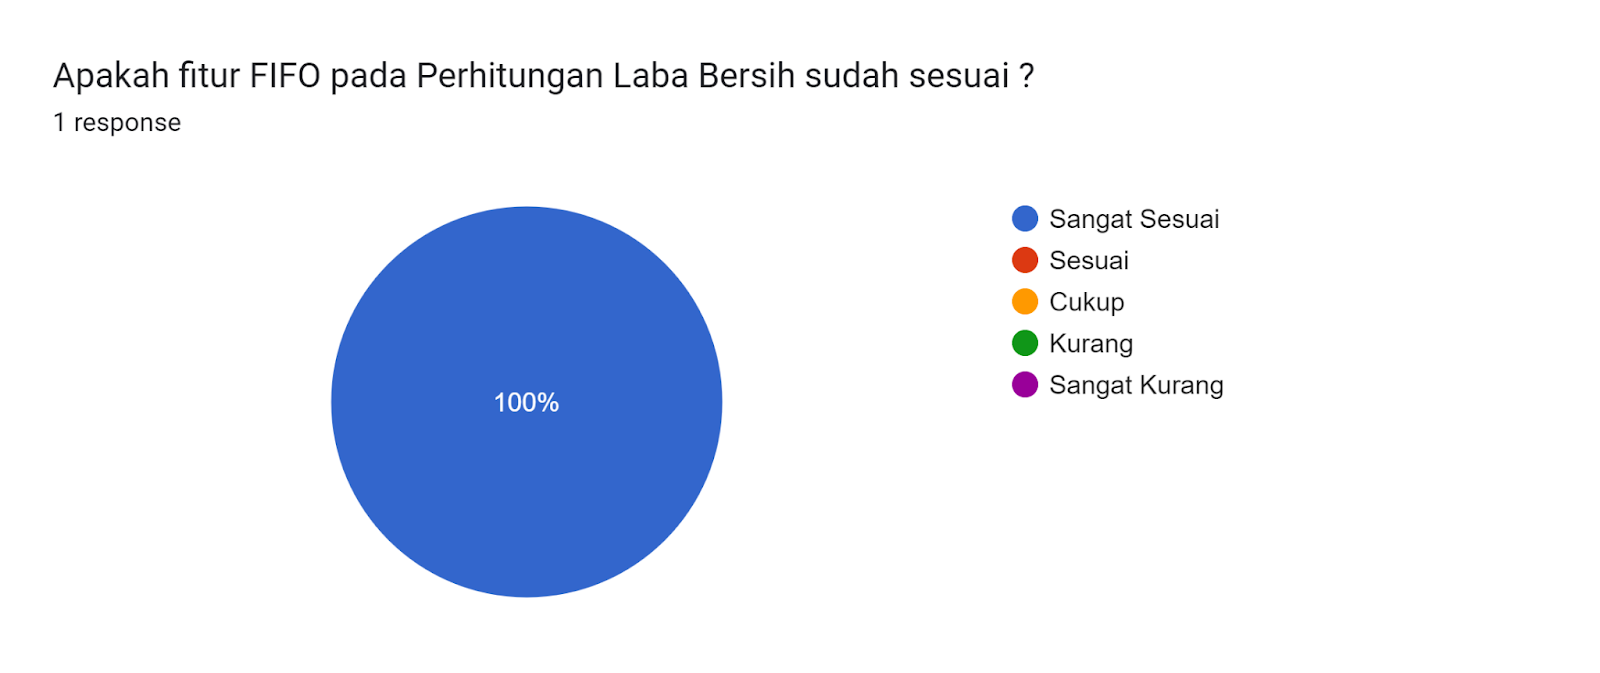 Apakah fitur FIFO pada Perhitungan Laba Bersih sudah sesuai ?
1 response
100%
Sangat Sesuai
Sesuai
Cukup
Kurang
Sangat Kurang